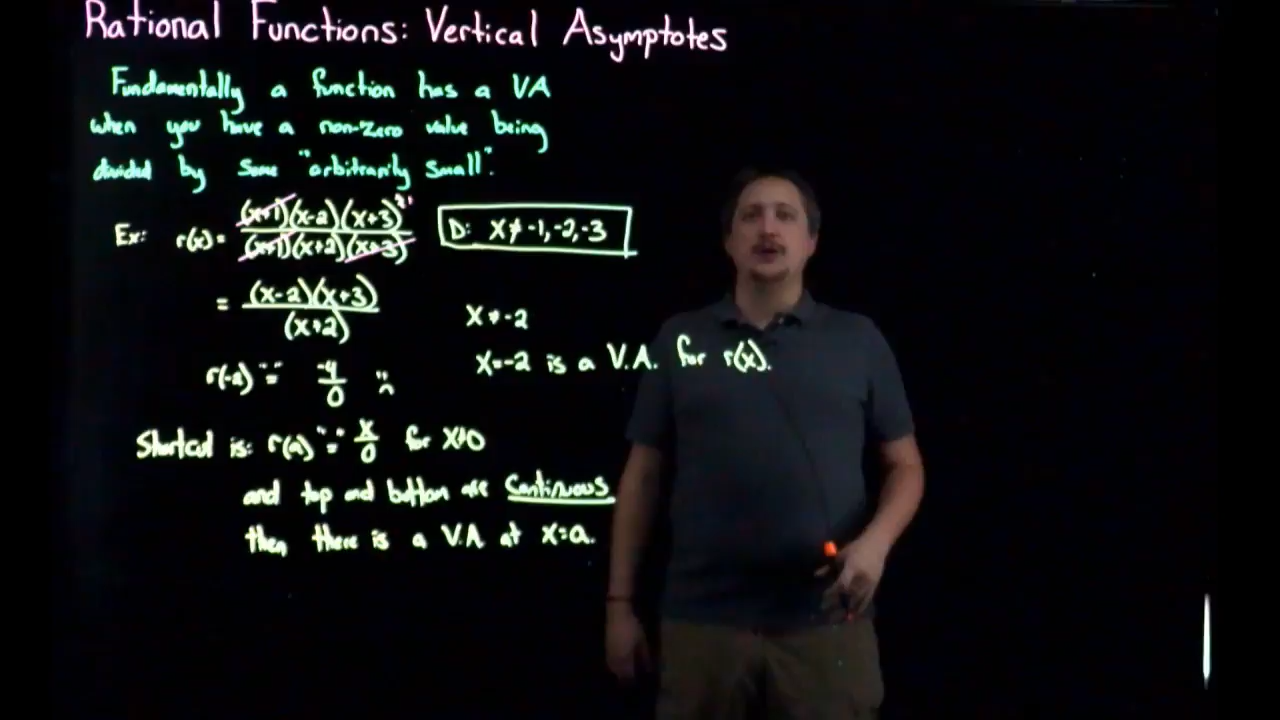 Rational Functions: Vertical Asymptotes
Fundamentally a function has a VA
when you have a non-zero value being
divided by some "arbitrarily small".
Ex: r(x) = (x+1)(x-2)(x+3)²¹ / (x+1)(x+2)(x+3)
D: x ≠ -1, -2, -3
= (x-2)(x+3) / (x+2)
x ≠ -2
r(-2) "=" -4/0
x=-2 is a V.A. for r(x).
Shortcut is: r(a) "=" x/0 for x≠0
and top and bottom are continuous
then there is a V.A at x=a.